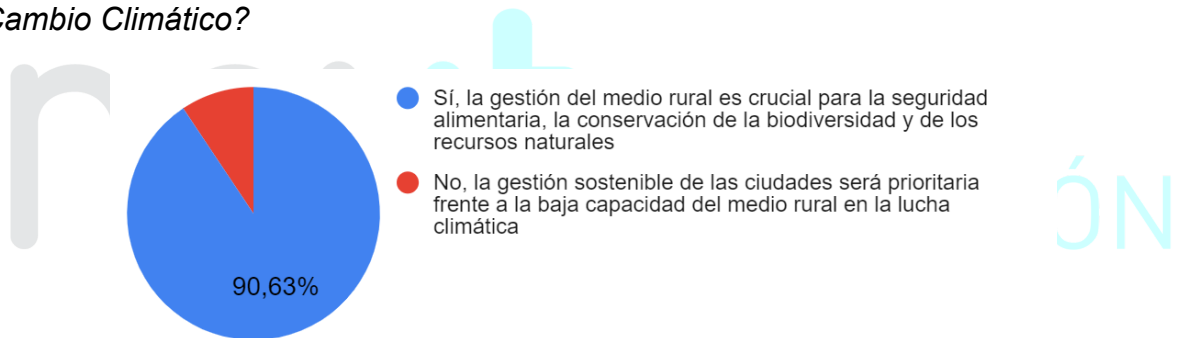 Cambio Climático?
Sí, la gestión del medio rural es crucial para la seguridad
alimentaria, la conservación de la biodiversidad y de los
recursos naturales
No, la gestión sostenible de las ciudades será prioritaria
frente a la baja capacidad del medio rural en la lucha
climática
ÓN
90,63%